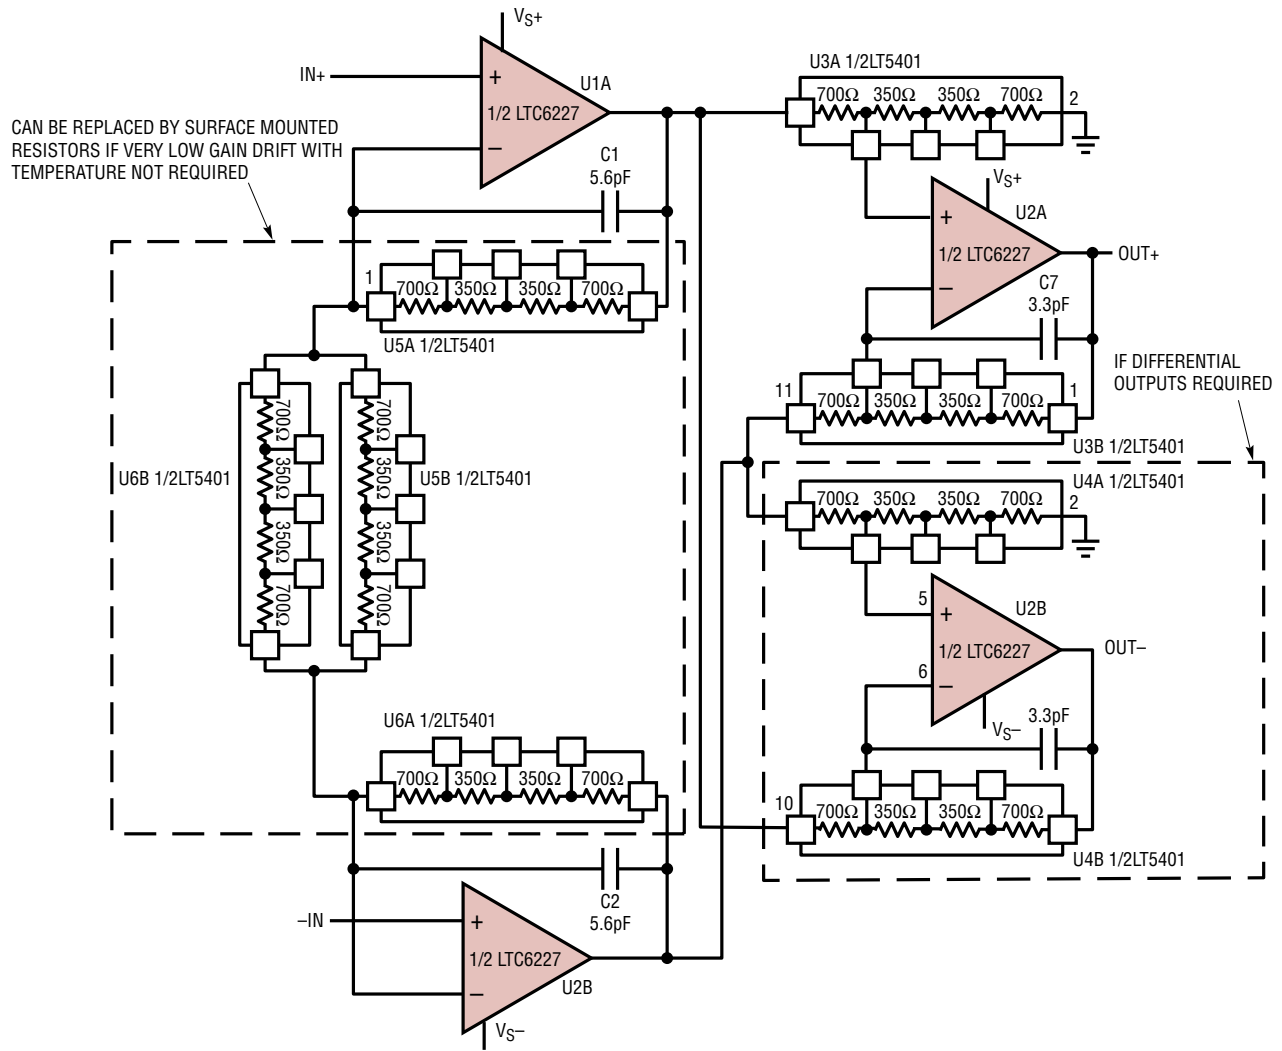 VS+
IN+
+
–
U1A
1/2 LTC6227
CAN BE REPLACED BY SURFACE MOUNTED
RESISTORS IF VERY LOW GAIN DRIFT WITH
TEMPERATURE NOT REQUIRED
C1
5.6pF
1
700Ω 350Ω 350Ω 700Ω
U5A 1/2LT5401
U6B 1/2LT5401
700Ω
350Ω
350Ω
700Ω
700Ω
350Ω
350Ω
700Ω
U5B 1/2LT5401
U6A 1/2LT5401
700Ω 350Ω 350Ω 700Ω
C2
5.6pF
–IN
+
–
1/2 LTC6227
U2B
VS–
U3A 1/2LT5401
700Ω 350Ω 350Ω 700Ω
2
VS+
U2A
+
–
1/2 LTC6227
OUT+
C7
3.3pF
11
700Ω 350Ω 350Ω 700Ω
1
U3B 1/2LT5401
IF DIFFERENTIAL
OUTPUTS REQUIRED
U4A 1/2LT5401
700Ω 350Ω 350Ω 700Ω
2
5
+
6
–
U2B
1/2 LTC6227
OUT–
VS–
3.3pF
10
700Ω 350Ω 350Ω 700Ω
U4B 1/2LT5401